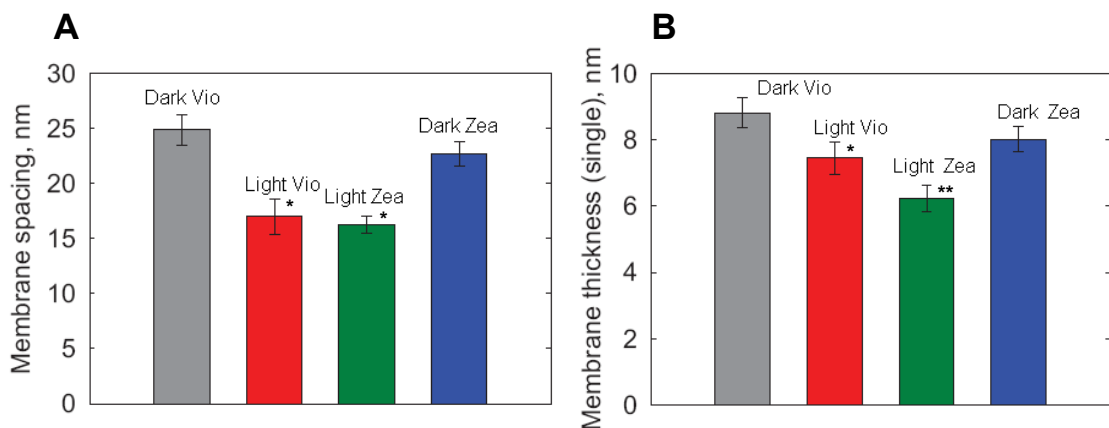 A
Membrane spacing, nm
30
25
20
15
10
5
0
Dark Vio
Light Vio
*
Light Zea
*
Dark Zea
B
Membrane thickness (single), nm
10
8
6
4
2
0
Dark Vio
Light Vio
*
Light Zea
**
Dark Zea